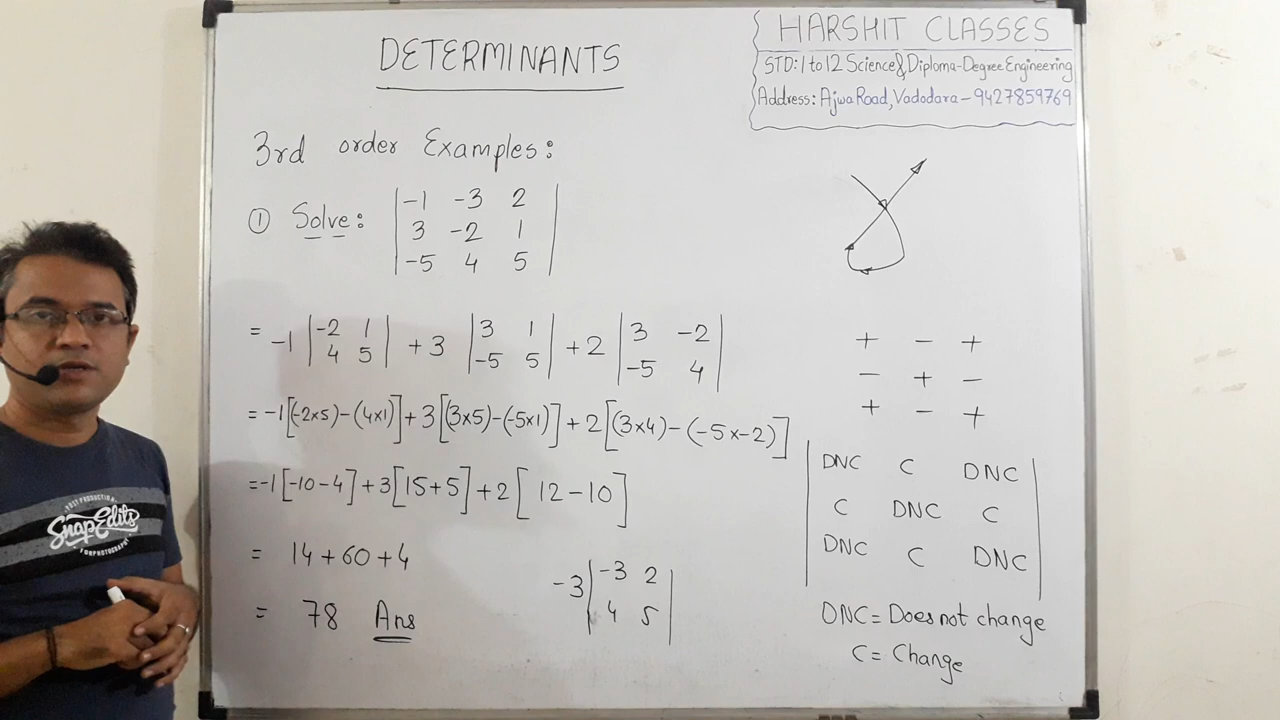 DETERMINANTS
HARSHIT CLASSES
STD: 1 to 12 Science & Diploma-Degree Engineering
Address: Ajwa Road, Vadodara - 9427859769
3rd order Examples:
① Solve: | -1 -3 2 |
| 3 -2 1 |
| -5 4 5 |
= -1 | -2 1 | + 3 | 3 1 | + 2 | 3 -2 |
| 4 5 | | -5 5 | | -5 4 |
= -1[(-2×5)-(4×1)] + 3[(3×5)-(-5×1)] + 2[(3×4)-(-5×-2)]
= -1[-10-4] + 3[15+5] + 2[12-10]
= 14 + 60 + 4
= 78 Ans
-3 | -3 2 |
| 4 5 |
+ - +
- + -
+ - +
| DNC C DNC |
| C DNC C |
| DNC C DNC |
DNC = Does not change
C = Change
POST PRODUCTION
SnapEdits
PHOTOGRAPHY